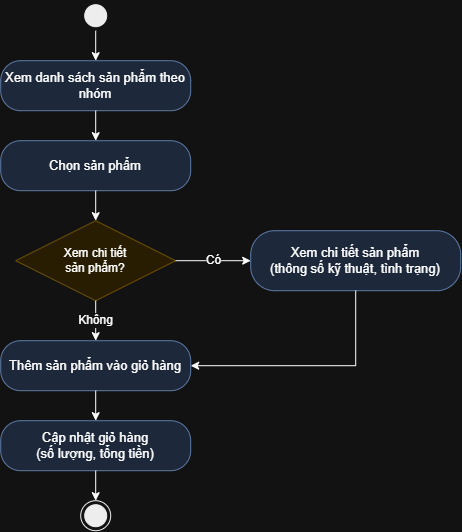 Xem danh sách sản phẩm theo
nhóm
Chọn sản phẩm
Xem chi tiết
sản phẩm?
Có
Xem chi tiết sản phẩm
(thông số kỹ thuật, tình trạng)
Không
Thêm sản phẩm vào giỏ hàng
Cập nhật giỏ hàng
(số lượng, tổng tiền)